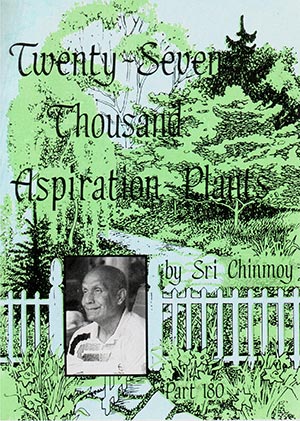 Twenty-Seven
Thousand
Aspiration Plants
by Sri Chinmoy
Part 180